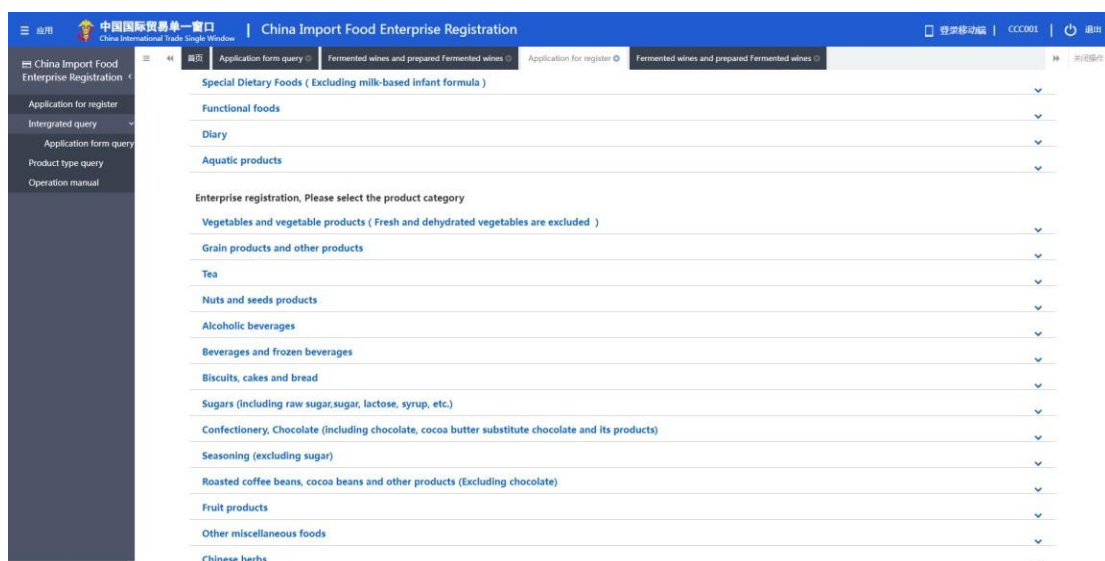 应用
中国国际贸易单一窗口
China International Trade Single Window
| China Import Food Enterprise Registration
登录移动端 | CCC001 | 退出
China Import Food
Enterprise Registration
Application for register
Intergrated query
Application form query
Product type query
Operation manual
首页 Application form query Fermented wines and prepared Fermented wines Application for register Fermented wines and prepared Fermented wines 关闭操作
Special Dietary Foods ( Excluding milk-based infant formula )
Functional foods
Diary
Aquatic products
Enterprise registration, Please select the product category
Vegetables and vegetable products ( Fresh and dehydrated vegetables are excluded )
Grain products and other products
Tea
Nuts and seeds products
Alcoholic beverages
Beverages and frozen beverages
Biscuits, cakes and bread
Sugars (including raw sugar,sugar, lactose, syrup, etc.)
Confectionery, Chocolate (including chocolate, cocoa butter substitute chocolate and its products)
Seasoning (excluding sugar)
Roasted coffee beans, cocoa beans and other products (Excluding chocolate)
Fruit products
Other miscellaneous foods
Chinese herbs